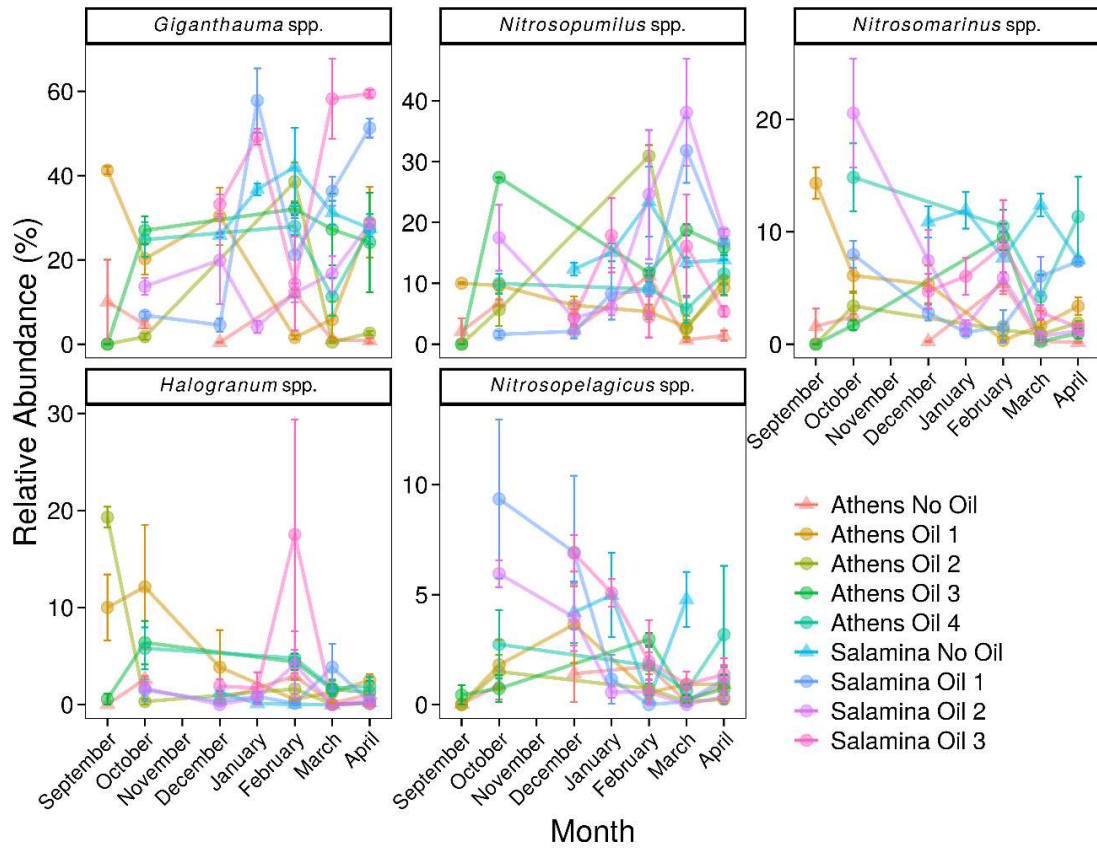 Giganthauma spp.
Nitrosopumilus spp.
Nitrosomarinus spp.
60
40
20
0
40
30
20
10
0
20
10
0
Halogranum spp.
Nitrosopelagicus spp.
September
October
November
December
January
February
March
April
30
20
10
0
10
5
0
Relative Abundance (%)
Athens No Oil
Athens Oil 1
Athens Oil 2
Athens Oil 3
Athens Oil 4
Salamina No Oil
Salamina Oil 1
Salamina Oil 2
Salamina Oil 3
September
October
November
December
January
February
March
April
September
October
November
December
January
February
March
April
Month